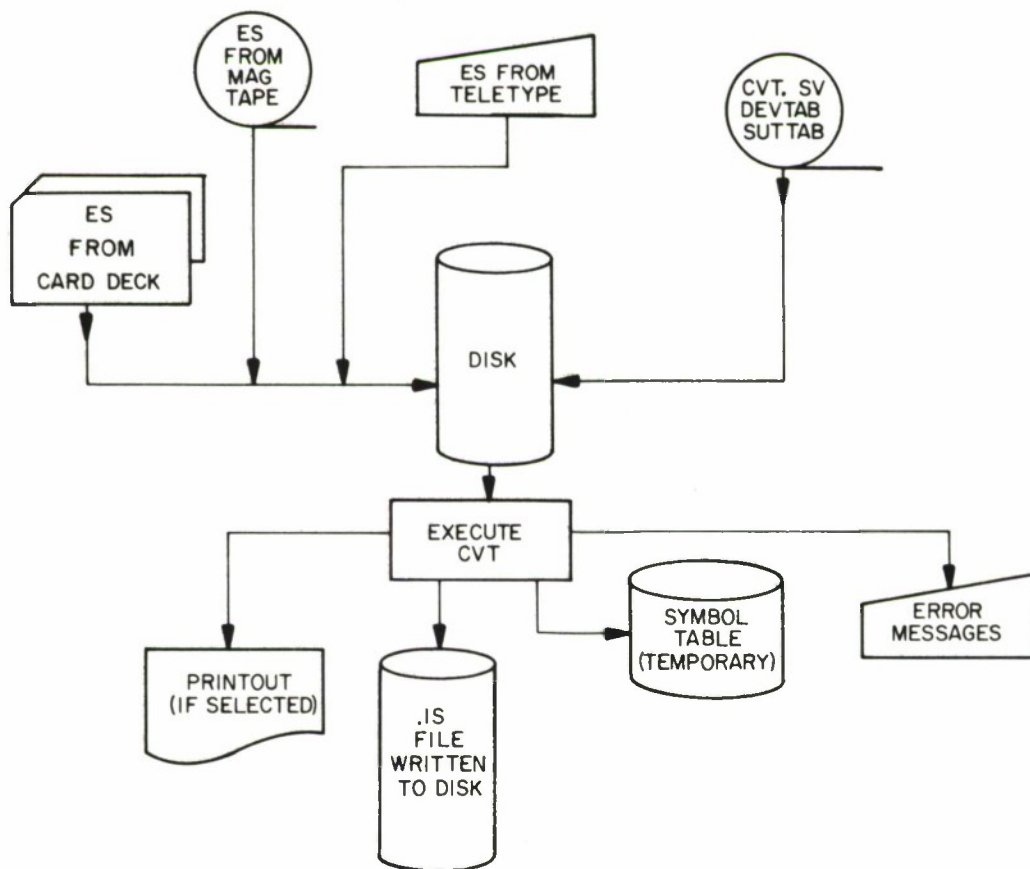 ES
FROM
MAG
TAPE
ES FROM
TELETYPE
CVT. SV
DEVTAB
SUTTAB
ES
FROM
CARD DECK
DISK
EXECUTE
CVT
SYMBOL
TABLE
(TEMPORARY)
ERROR
MESSAGES
PRINTOUT
(IF SELECTED)
.IS
FILE
WRITTEN
TO DISK